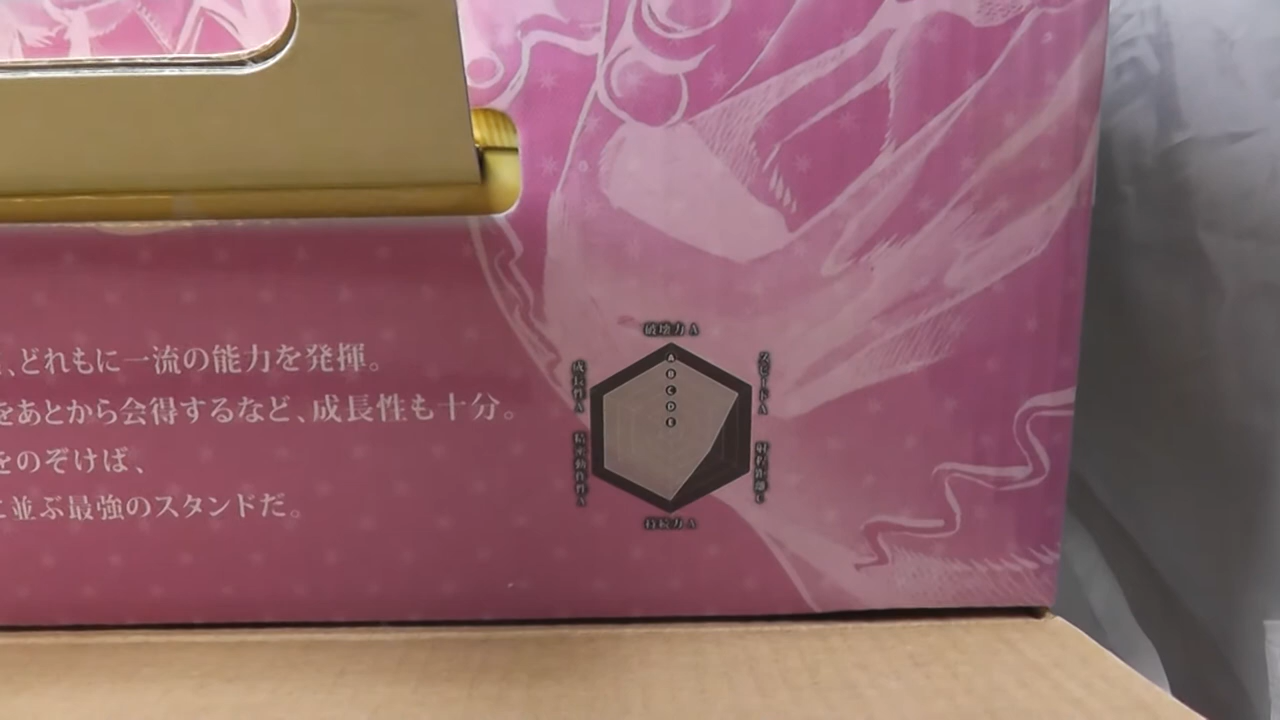 、どれもに一流の能力を発揮。
をあとから会得するなど、成長性も十分。
をのぞけば、
に並ぶ最強のスタンドだ。
破壊力 A
スピード A
射程距離 C
持続力 A
精密動作性 A
成長性 A
A
B
C
D
E